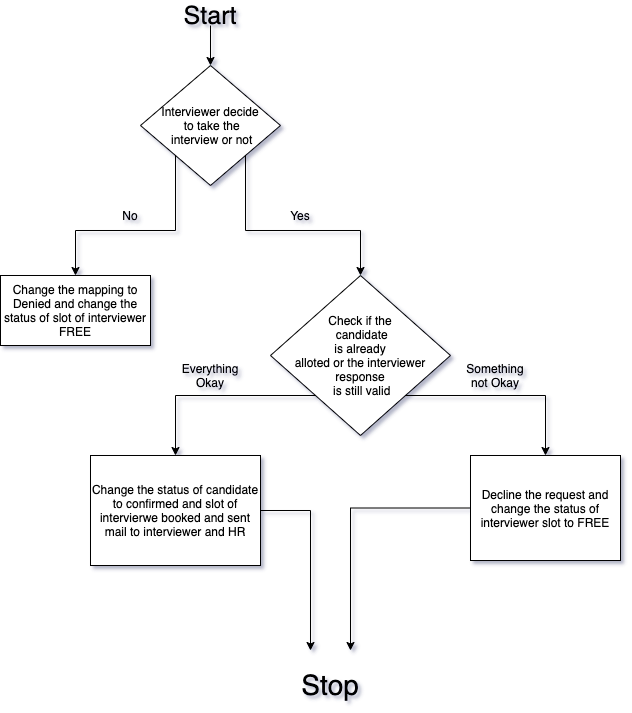 Start
Interviewer decide
to take the
interview or not
No
Yes
Change the mapping to
Denied and change the
status of slot of interviewer
FREE
Check if the
candidate
is already
alloted or the interviewer
response
is still valid
Everything
Okay
Something
not Okay
Change the status of candidate
to confirmed and slot of
intervierwe booked and sent
mail to interviewer and HR
Decline the request and
change the status of
interviewer slot to FREE
Stop